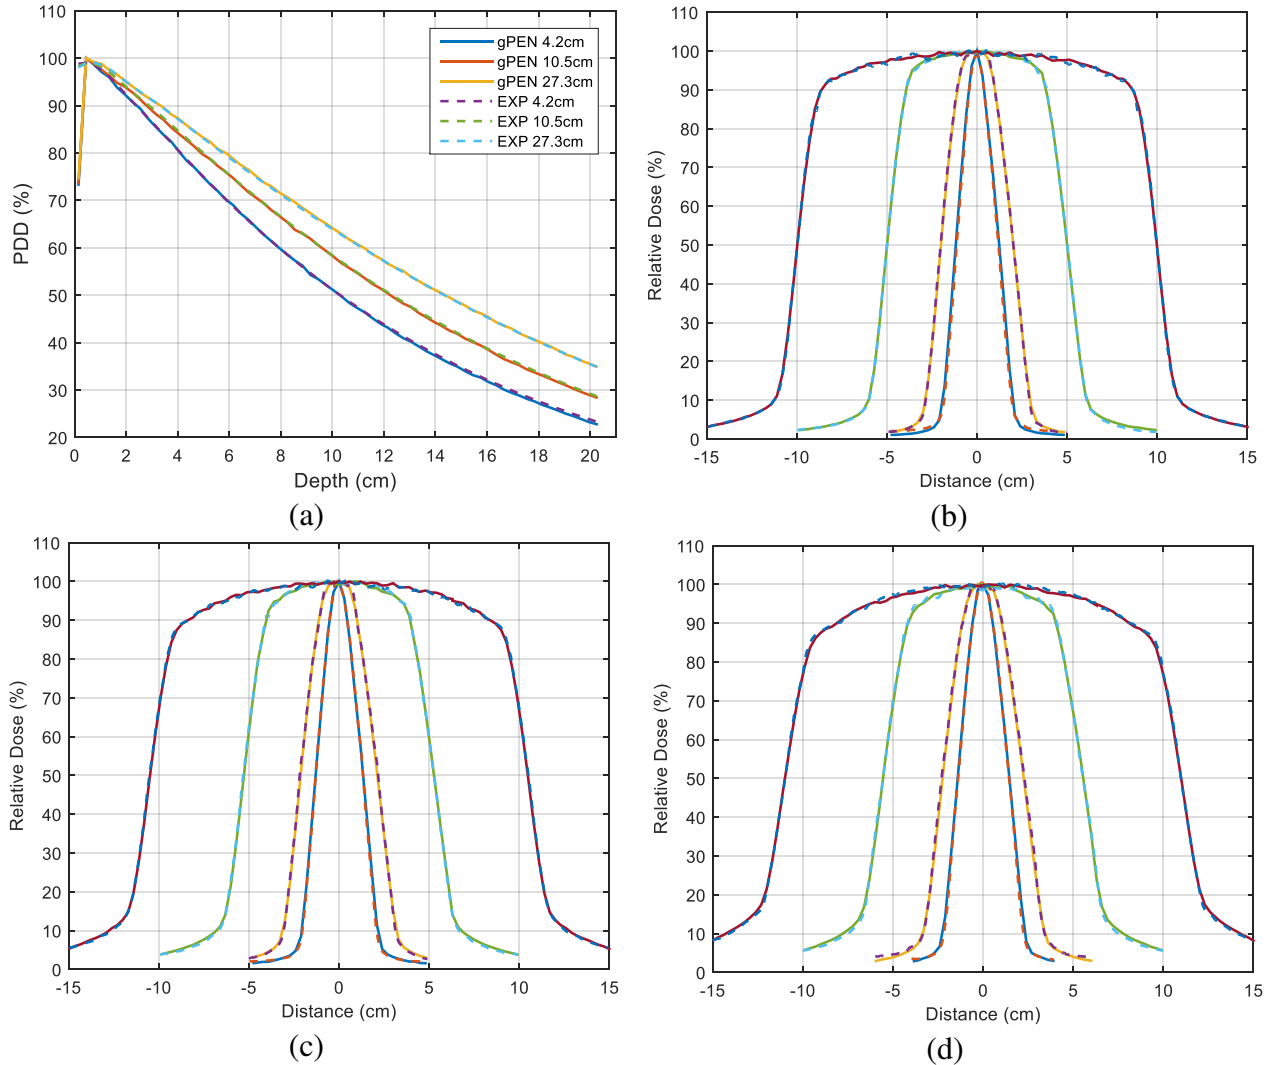 110
100
90
80
70
60
50
40
30
20
PDD (%)
gPEN 4.2cm
gPEN 10.5cm
gPEN 27.3cm
EXP 4.2cm
EXP 10.5cm
EXP 27.3cm
0 2 4 6 8 10 12 14 16 18 20
Depth (cm)
(a)
110
100
90
80
70
60
50
40
30
20
10
0
Relative Dose (%)
-15 -10 -5 0 5 10 15
Distance (cm)
(b)
110
100
90
80
70
60
50
40
30
20
10
0
Relative Dose (%)
-15 -10 -5 0 5 10 15
Distance (cm)
(c)
110
100
90
80
70
60
50
40
30
20
10
0
Relative Dose (%)
-15 -10 -5 0 5 10 15
Distance (cm)
(d)